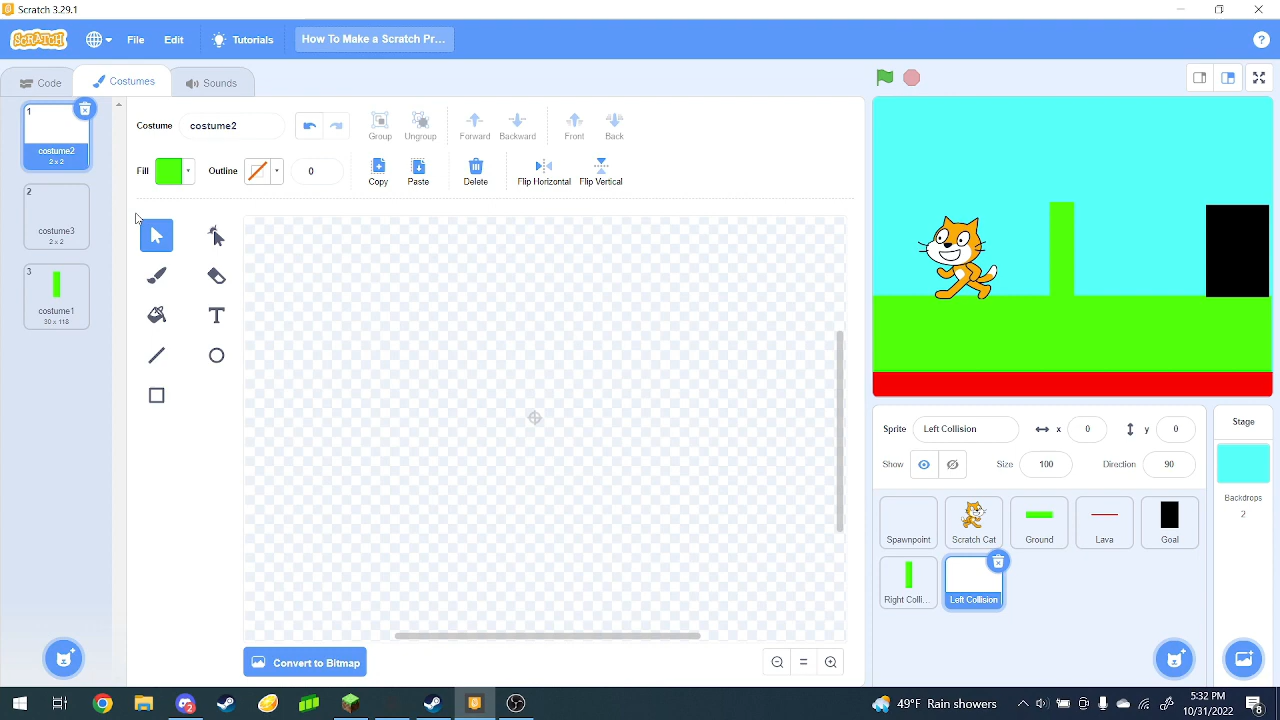 Scratch 3.29.1
SCRATCH
File
Edit
Tutorials
How To Make a Scratch Pr...
?
Code
Costumes
Sounds
1
costume2
2 x 2
2
costume3
2 x 2
3
costume1
30 x 118
Costume
costume2
Group
Ungroup
Forward
Backward
Front
Back
Fill
Outline
0
Copy
Paste
Delete
Flip Horizontal
Flip Vertical
T
Convert to Bitmap
Sprite
Left Collision
x
0
y
0
Show
Size
100
Direction
90
Stage
Backdrops
2
Spawnpoint
Scratch Cat
Ground
Lava
Goal
Right Colli...
Left Collision
78°F Rain showers
5:32 PM
10/31/2022
8